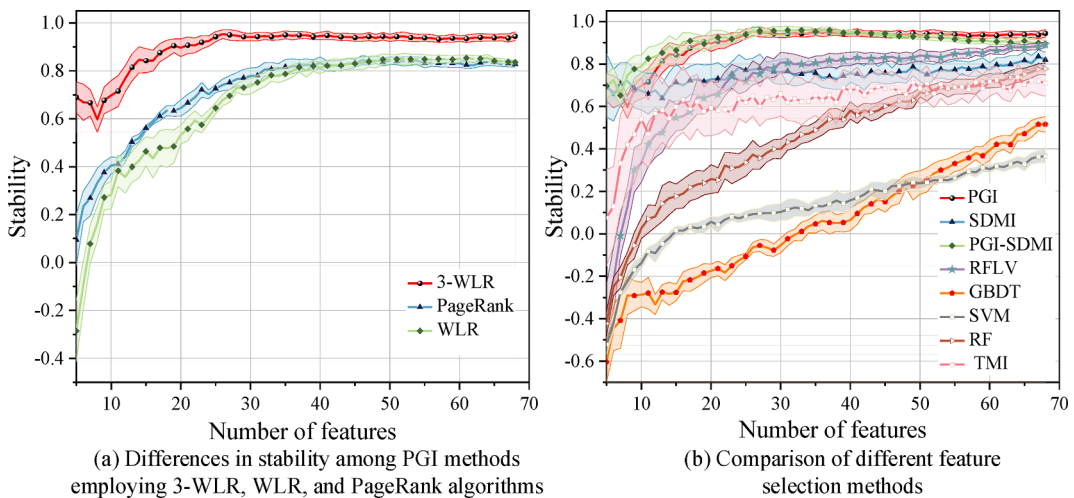 1.0
0.8
0.6
0.4
0.2
0.0
-0.2
-0.4
Stability
3-WLR
PageRank
WLR
10 20 30 40 50 60 70
Number of features
(a) Differences in stability among PGI methods
employing 3-WLR, WLR, and PageRank algorithms
1.0
0.8
0.6
0.4
0.2
0.0
-0.2
-0.4
-0.6
Stability
PGI
SDMI
PGI-SDMI
RFLV
GBDT
SVM
RF
TMI
10 20 30 40 50 60 70
Number of features
(b) Comparison of different feature
selection methods